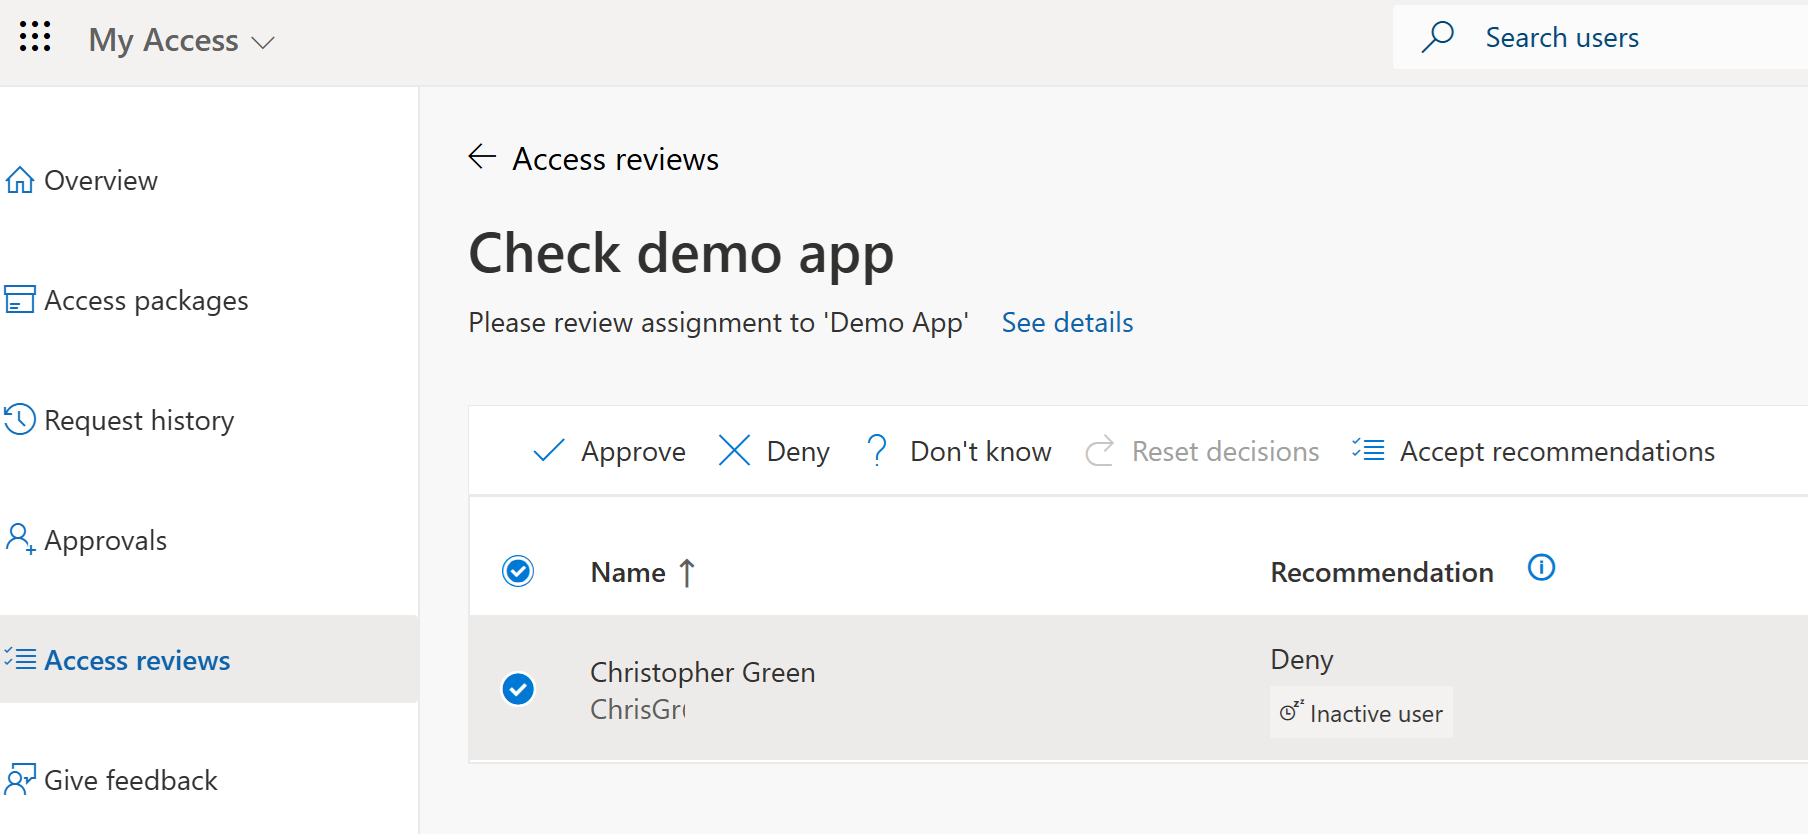 My Access
Search users
Overview
Access packages
Request history
Approvals
Access reviews
Give feedback
Access reviews
Check demo app
Please review assignment to 'Demo App' See details
Approve Deny Don't know Reset decisions Accept recommendations
Name Recommendation
Christopher Green
Deny
Inactive user